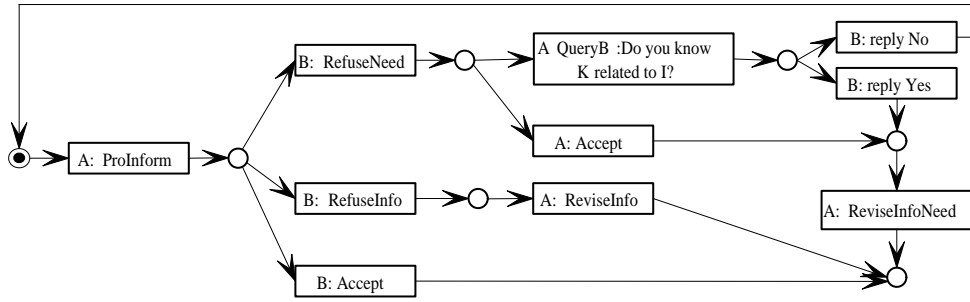 B: RefuseNeed
A QueryB :Do you know
K related to I?
B: reply No
B: reply Yes
A: ProInform
A: Accept
B: RefuseInfo
A: ReviseInfo
A: ReviseInfoNeed
B: Accept